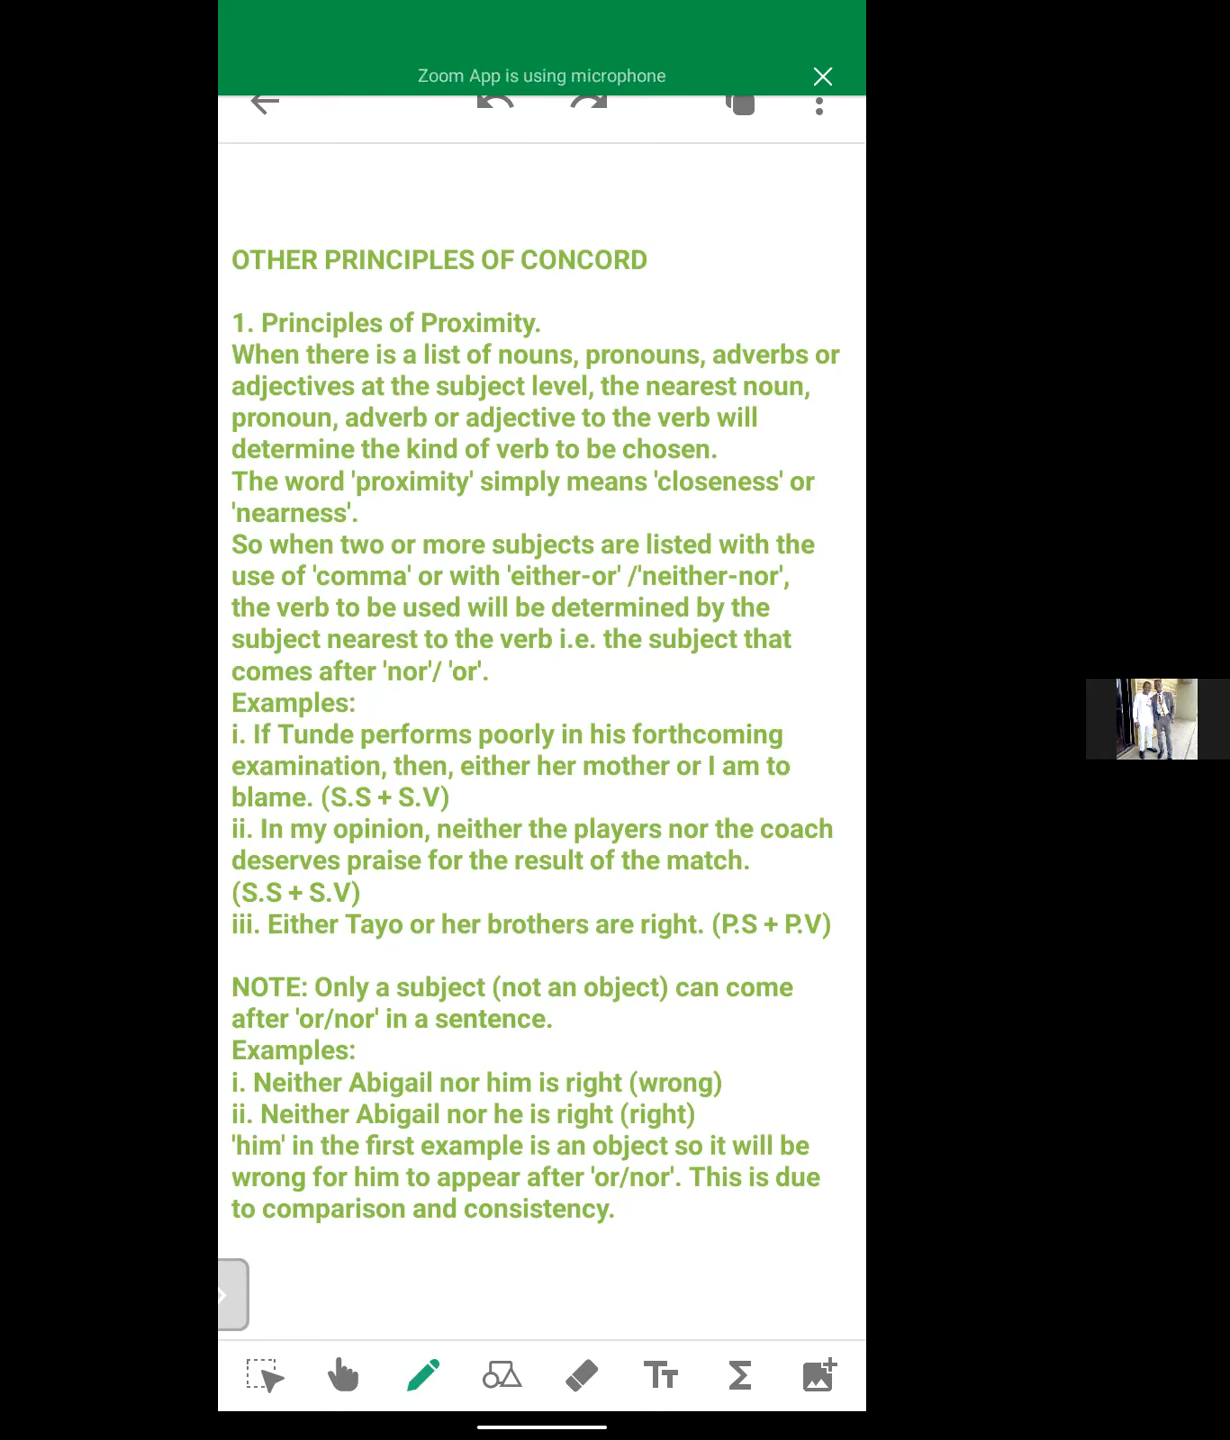 Zoom App is using microphone
OTHER PRINCIPLES OF CONCORD
1. Principles of Proximity.
When there is a list of nouns, pronouns, adverbs or
adjectives at the subject level, the nearest noun,
pronoun, adverb or adjective to the verb will
determine the kind of verb to be chosen.
The word 'proximity' simply means 'closeness' or
'nearness'.
So when two or more subjects are listed with the
use of 'comma' or with 'either-or' /'neither-nor',
the verb to be used will be determined by the
subject nearest to the verb i.e. the subject that
comes after 'nor'/ 'or'.
Examples:
i. If Tunde performs poorly in his forthcoming
examination, then, either her mother or I am to
blame. (S.S + S.V)
ii. In my opinion, neither the players nor the coach
deserves praise for the result of the match.
(S.S + S.V)
iii. Either Tayo or her brothers are right. (P.S + P.V)
NOTE: Only a subject (not an object) can come
after 'or/nor' in a sentence.
Examples:
i. Neither Abigail nor him is right (wrong)
ii. Neither Abigail nor he is right (right)
'him' in the first example is an object so it will be
wrong for him to appear after 'or/nor'. This is due
to comparison and consistency.